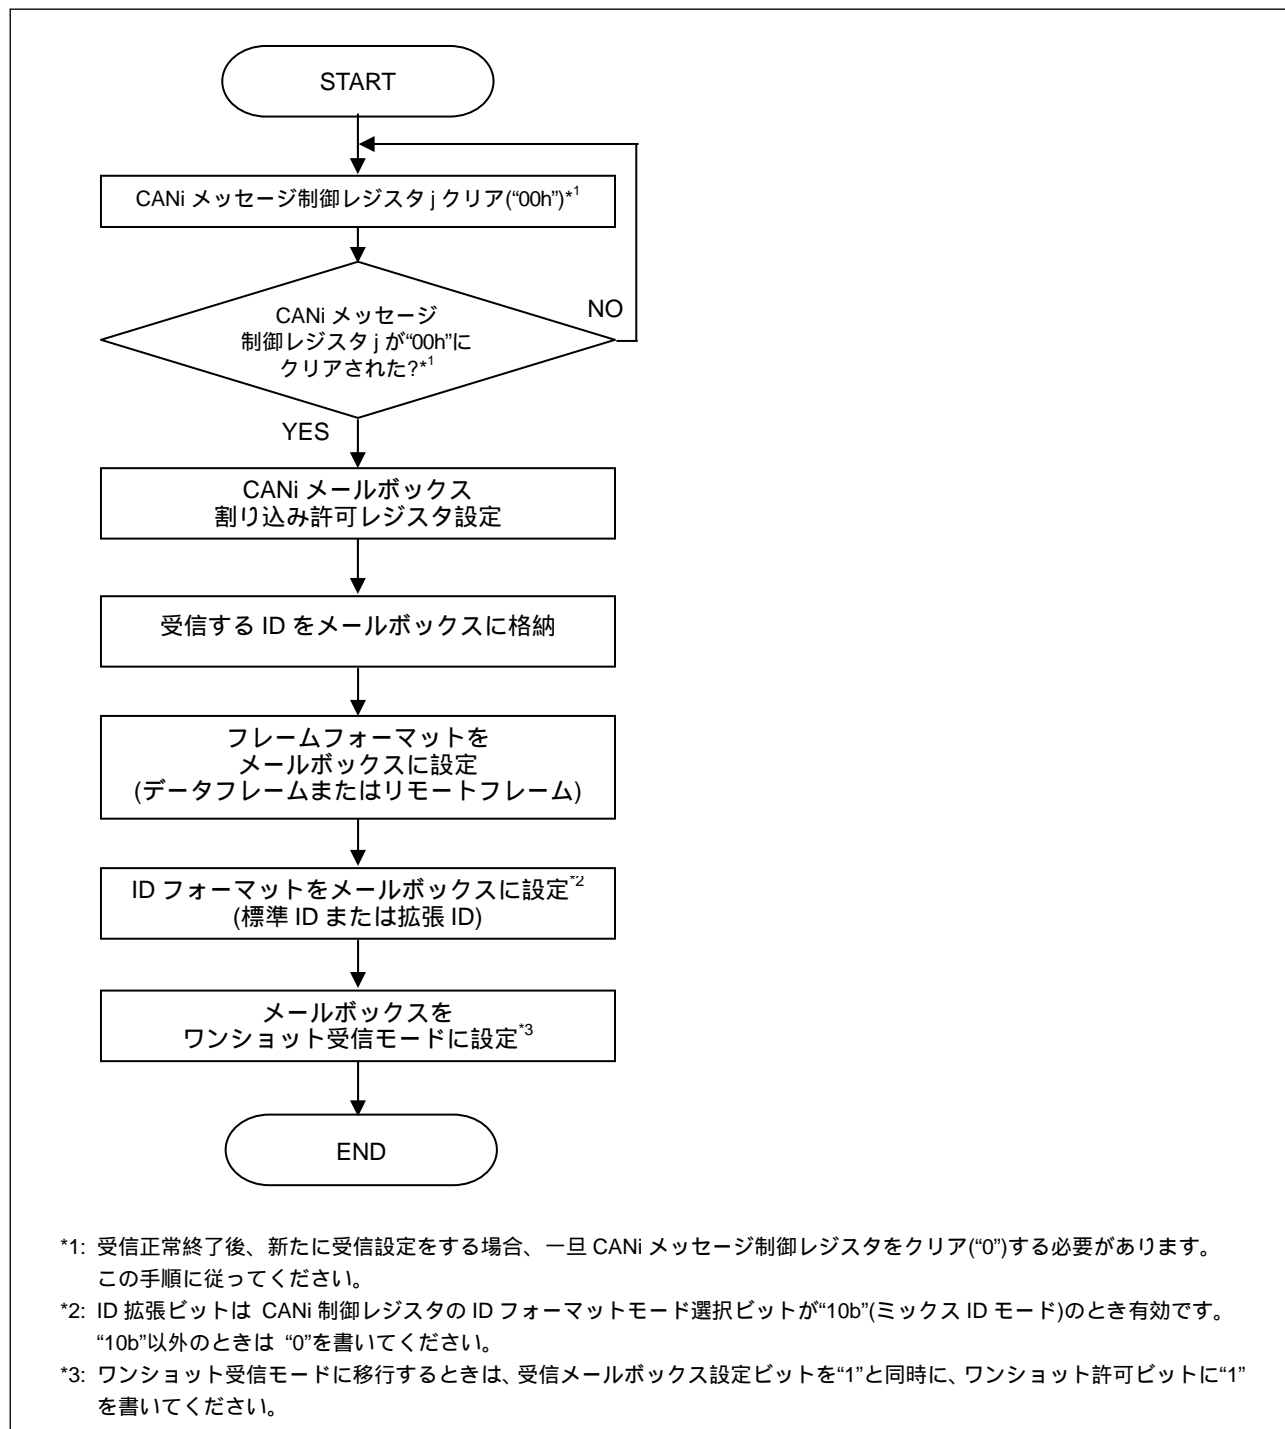 START
CANi メッセージ制御レジスタ j クリア(“00h”)*1
CANi メッセージ
制御レジスタ j が“00h”に
クリアされた?*1
NO
YES
CANi メールボックス
割り込み許可レジスタ設定
受信する ID をメールボックスに格納
フレームフォーマットを
メールボックスに設定
(データフレームまたはリモートフレーム)
ID フォーマットをメールボックスに設定*2
(標準 ID または拡張 ID)
メールボックスを
ワンショット受信モードに設定*3
END
*1: 受信正常終了後、新たに受信設定をする場合、一旦 CANi メッセージ制御レジスタをクリア(“0”)する必要があります。
この手順に従ってください。
*2: ID 拡張ビットは CANi 制御レジスタの ID フォーマットモード選択ビットが“10b”(ミックス ID モード)のとき有効です。
“10b”以外のときは “0”を書いてください。
*3: ワンショット受信モードに移行するときは、受信メールボックス設定ビットを“1”と同時に、ワンショット許可ビットに“1”
を書いてください。